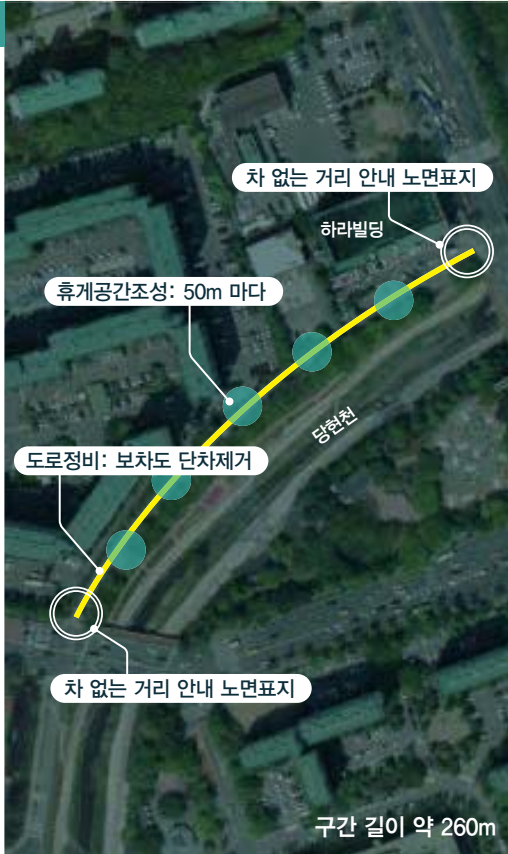 차 없는 거리 안내 노면표지
하라빌딩
휴게공간조성: 50m 마다
당현천
도로정비: 보차도 단차제거
차 없는 거리 안내 노면표지
구간 길이 약 260m